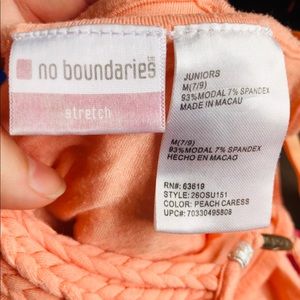 no boundaries
stretch
JUNIORS
M(7/9)
93%MODAL 7% SPANDEX
MADE IN MACAU
M(7/9)
93%MODAL 7% SPANDEX
HECHO EN MACAO
RN#: 63619
STYLE: 26OSU151
COLOR: PEACH CARESS
UPC#: 70330495808